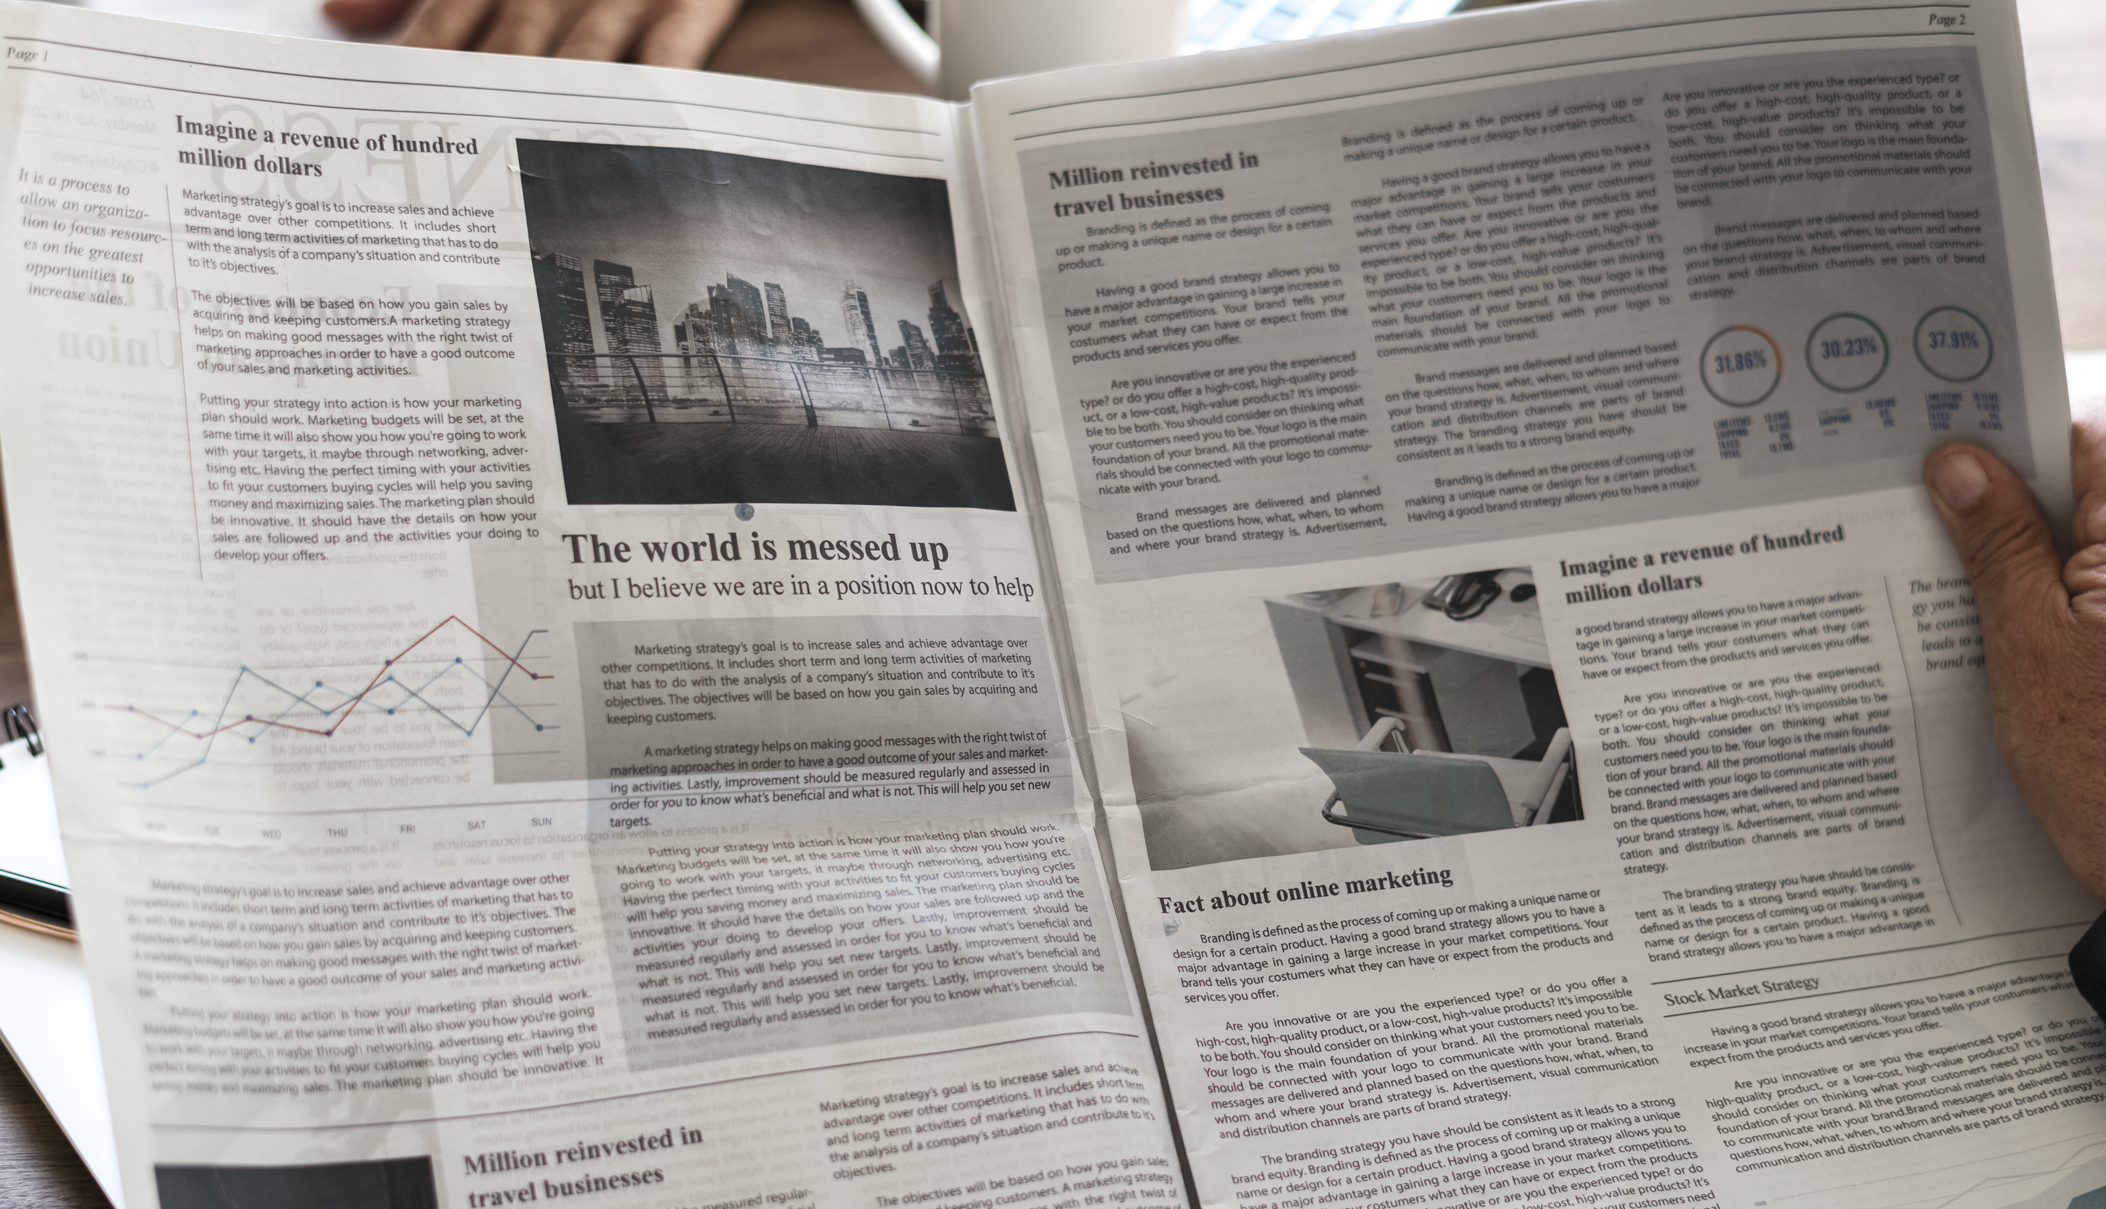 Page 1
It is a process to
allow an organiza-
tion to focus resourc-
es on the greatest
opportunities to
increase sales.
Imagine a revenue of hundred
million dollars
Marketing strategy's goal is to increase sales and achieve
advantage over other competitions. It includes short
term and long term activities of marketing that has to do
with the analysis of a company's situation and contribute
to it's objectives.
The objectives will be based on how you gain sales by
acquiring and keeping customers.A marketing strategy
helps on making good messages with the right twist of
marketing approaches in order to have a good outcome
of your sales and marketing activities.
Putting your strategy into action is how your marketing
plan should work. Marketing budgets will be set, at the
same time it will also show you how you're going to work
with your targets, it maybe through networking, adver-
tising etc. Having the perfect timing with your activities
to fit your customers buying cycles will help you saving
money and maximizing sales. The marketing plan should
be innovative. It should have the details on how your
sales are followed up and the activities your doing to
develop your offers.
TUE WED THU FRI SAT SUN
Marketing strategy's goal is to increase sales and achieve advantage over other
competitions. It includes short term and long term activities of marketing that has to
do with the analysis of a company's situation and contribute to it's objectives. The
objectives will be based on how you gain sales by acquiring and keeping customers.
A marketing strategy helps on making good messages with the right twist of market-
ing approaches in order to have a good outcome of your sales and marketing activi-
Putting your strategy into action is how your marketing plan should work.
Marketing budgets will be set, at the same time it will also show you how you're going
to work with your targets, it maybe through networking, advertising etc. Having the
perfect timing with your activities to fit your customers buying cycles will help you
saving money and maximizing sales. The marketing plan should be innovative. It
The world is messed up
but I believe we are in a position now to help
Marketing strategy's goal is to increase sales and achieve advantage over
other competitions. It includes short term and long term activities of marketing
that has to do with the analysis of a company's situation and contribute to it's
objectives. The objectives will be based on how you gain sales by acquiring and
keeping customers.
A marketing strategy helps on making good messages with the right twist of
marketing approaches in order to have a good outcome of your sales and market-
ing activities. Lastly, improvement should be measured regularly and assessed in
order for you to know what's beneficial and what is not. This will help you set new
targets.
Putting your strategy into action is how your marketing plan should work.
Marketing budgets will be set, at the same time it will also show you how you're
going to work with your targets, it maybe through networking, advertising etc.
Having the perfect timing with your activities to fit your customers buying cycles
will help you saving money and maximizing sales. The marketing plan should be
innovative. It should have the details on how your sales are followed up and the
activities your doing to develop your offers. Lastly, improvement should be
measured regularly and assessed in order for you to know what's beneficial and
what is not. This will help you set new targets. Lastly, improvement should be
measured regularly and assessed in order for you to know what's beneficial and
what is not. This will help you set new targets. Lastly, improvement should be
measured regularly and assessed in order for you to know what's beneficial.
Million reinvested in
travel businesses
measured regular-
Marketing strategy's goal is to increase sales and achieve
advantage over other competitions. It includes short term
and long term activities of marketing that has to do with
the analysis of a company's situation and contribute to it's
objectives.
The objectives will be based on how you gain sales
keeping customers. A marketing strategy
with the right twist of
Page 2
Million reinvested in
travel businesses
Branding is defined as the process of coming
up or making a unique name or design for a certain
product.
Having a good brand strategy allows you to
have a major advantage in gaining a large increase in
your market competitions. Your brand tells your
costumers what they can have or expect from the
products and services you offer.
Are you innovative or are you the experienced
type? or do you offer a high-cost, high-quality prod-
uct, or a low-cost, high-value products? It's impossi-
ble to be both. You should consider on thinking what
your customers need you to be. Your logo is the main
foundation of your brand. All the promotional mate-
rials should be connected with your logo to commu-
nicate with your brand.
Brand messages are delivered and planned
based on the questions how, what, when, to whom
and where your brand strategy is. Advertisement,
Branding is defined as the process of coming up or
making a unique name or design for a certain product.
Having a good brand strategy allows you to have a
major advantage in gaining a large increase in your
market competitions. Your brand tells your costumers
what they can have or expect from the products and
services you offer. Are you innovative or are you the
experienced type? or do you offer a high-cost, high-qual-
ity product, or a low-cost, high-value products? It's
impossible to be both. You should consider on thinking
what your customers need you to be. Your logo is the
main foundation of your brand. All the promotional
materials should be connected with your logo to
communicate with your brand.
Brand messages are delivered and planned based
on the questions how, what, when, to whom and where
your brand strategy is. Advertisement, visual communi-
cation and distribution channels are parts of brand
strategy. The branding strategy you have should be
consistent as it leads to a strong brand equity.
Branding is defined as the process of coming up or
making a unique name or design for a certain product.
Having a good brand strategy allows you to have a major
Are you innovative or are you the experienced type? or
do you offer a high-cost, high-quality product, or a
low-cost, high-value products? It's impossible to be
both. You should consider on thinking what your
customers need you to be. Your logo is the main founda-
tion of your brand. All the promotional materials should
be connected with your logo to communicate with your
brand.
Brand messages are delivered and planned based
on the questions how, what, when, to whom and where
your brand strategy is. Advertisement, visual communi-
cation and distribution channels are parts of brand
strategy.
31.86% 30.23% 37.91%
Fact about online marketing
Branding is defined as the process of coming up or making a unique name or
design for a certain product. Having a good brand strategy allows you to have a
major advantage in gaining a large increase in your market competitions. Your
brand tells your costumers what they can have or expect from the products and
services you offer.
Are you innovative or are you the experienced type? or do you offer a
high-cost, high-quality product, or a low-cost, high-value products? It's impossible
to be both. You should consider on thinking what your customers need you to be.
Your logo is the main foundation of your brand. All the promotional materials
should be connected with your logo to communicate with your brand. Brand
messages are delivered and planned based on the questions how, what, when, to
whom and where your brand strategy is. Advertisement, visual communication
and distribution channels are parts of brand strategy.
The branding strategy you have should be consistent as it leads to a strong
brand equity. Branding is defined as the process of coming up or making a unique
name or design for a certain product. Having a good brand strategy allows you to
have a major advantage in gaining a large increase in your market competitions.
costumers what they can have or expect from the products
or are you the experienced type? or do
low-cost, high-value products? It's
your customers need
Imagine a revenue of hundred
million dollars
a good brand strategy allows you to have a major advan-
tage in gaining a large increase in your market competi-
tions. Your brand tells your costumers what they can
have or expect from the products and services you offer.
Are you innovative or are you the experienced
type? or do you offer a high-cost, high-quality product,
or a low-cost, high-value products? It's impossible to be
both. You should consider on thinking what your
customers need you to be. Your logo is the main founda-
tion of your brand. All the promotional materials should
be connected with your logo to communicate with your
brand. Brand messages are delivered and planned based
on the questions how, what, when, to whom and where
your brand strategy is. Advertisement, visual communi-
cation and distribution channels are parts of brand
strategy.
The branding strategy you have should be consis-
tent as it leads to a strong brand equity. Branding is
defined as the process of coming up or making a unique
name or design for a certain product. Having a good
brand strategy allows you to have a major advantage in
The bran
gy you ha
be consist
leads to a
brand eq
Stock Market Strategy
Having a good brand strategy allows you to have a major advantage
increase in your market competitions. Your brand tells your costumers what
expect from the products and services you offer.
Are you innovative or are you the experienced type? or do you
high-quality product, or a low-cost, high-value products? It's impossible
should consider on thinking what your customers need you to be. Your
foundation of your brand. All the promotional materials should be connec
to communicate with your brand.Brand messages are delivered and
questions how, what, when, to whom and where your brand strategy is.
communication and distribution channels are parts of brand strategy.